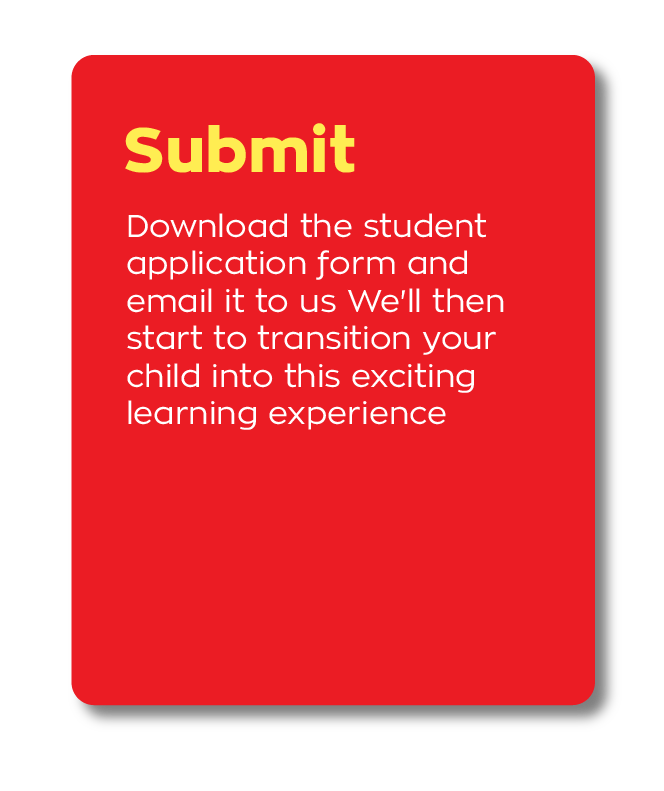 Submit
Download the student
application form and
email it to us We'll then
start to transition your
child into this exciting
learning experience